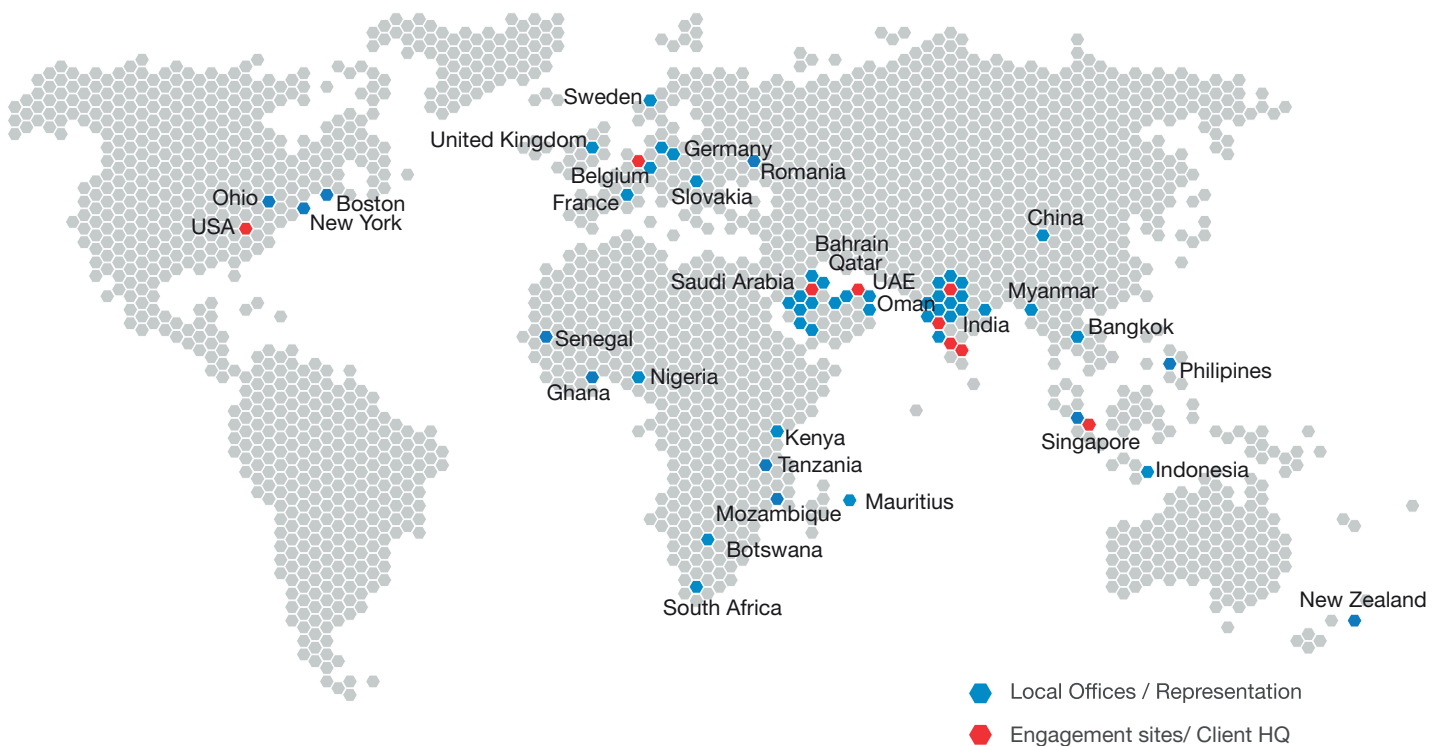 Sweden
United Kingdom
Germany
Belgium
Romania
Slovakia
France
Ohio
Boston
New York
USA
China
Bahrain
Qatar
Saudi Arabia
UAE
Oman
Myanmar
India
Bangkok
Senegal
Philipines
Nigeria
Ghana
Kenya
Singapore
Tanzania
Indonesia
Mauritius
Mozambique
Botswana
South Africa
New Zealand
Local Offices / Representation
Engagement sites/ Client HQ